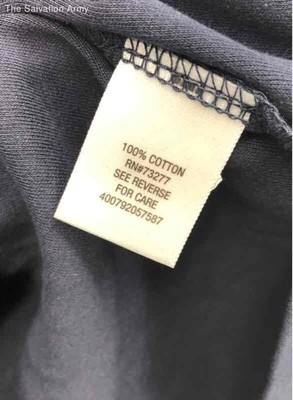 The Salvation Army
100% COTTON
RN#73277
SEE REVERSE
FOR CARE
400792057587